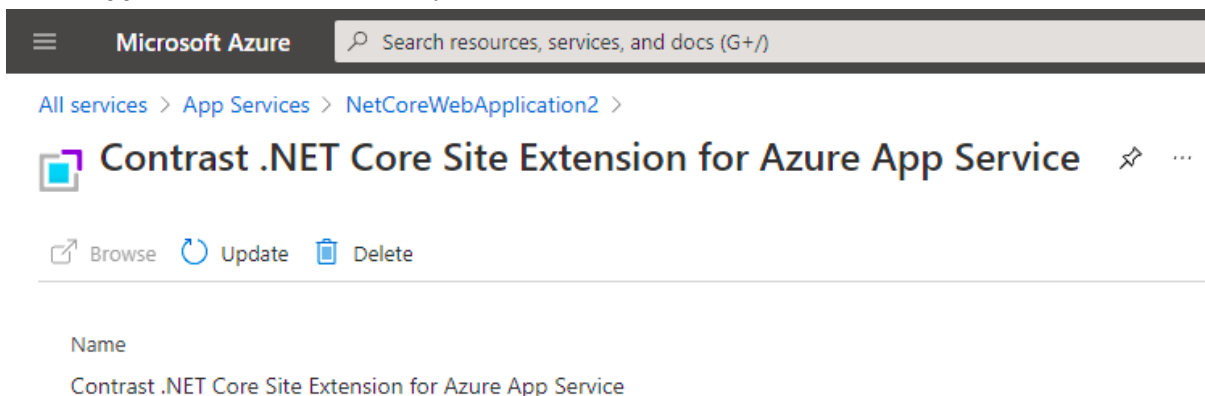 Microsoft Azure
Search resources, services, and docs (G+/)
All services > App Services > NetCoreWebApplication2 >
Contrast .NET Core Site Extension for Azure App Service ...
Browse Update Delete
Name
Contrast .NET Core Site Extension for Azure App Service